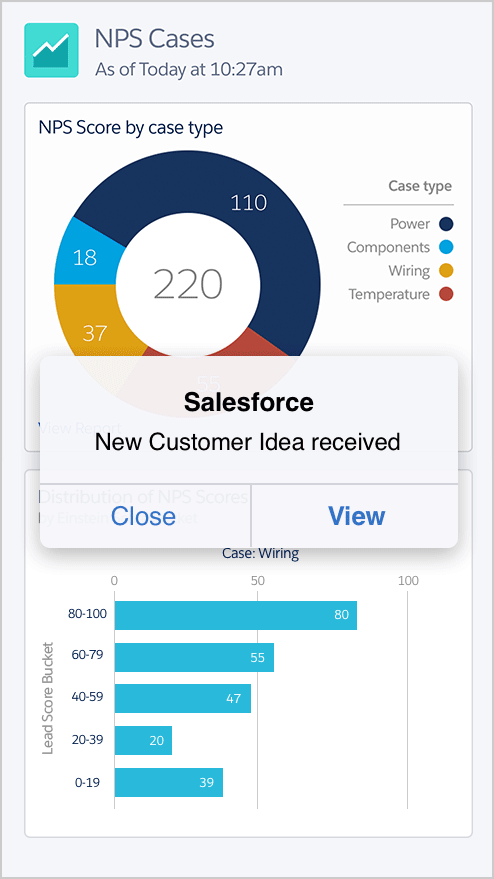 NPS Cases
As of Today at 10:27am
NPS Score by case type
110
18
220
37
55
Case type
Power
Components
Wiring
Temperature
View Report
Salesforce
New Customer Idea received
Close
View
Distribution of NPS Scores
by Einstein
Case: Wiring
0
50
100
Lead Score Bucket
80-100
80
60-79
55
40-59
47
20-39
20
0-19
39